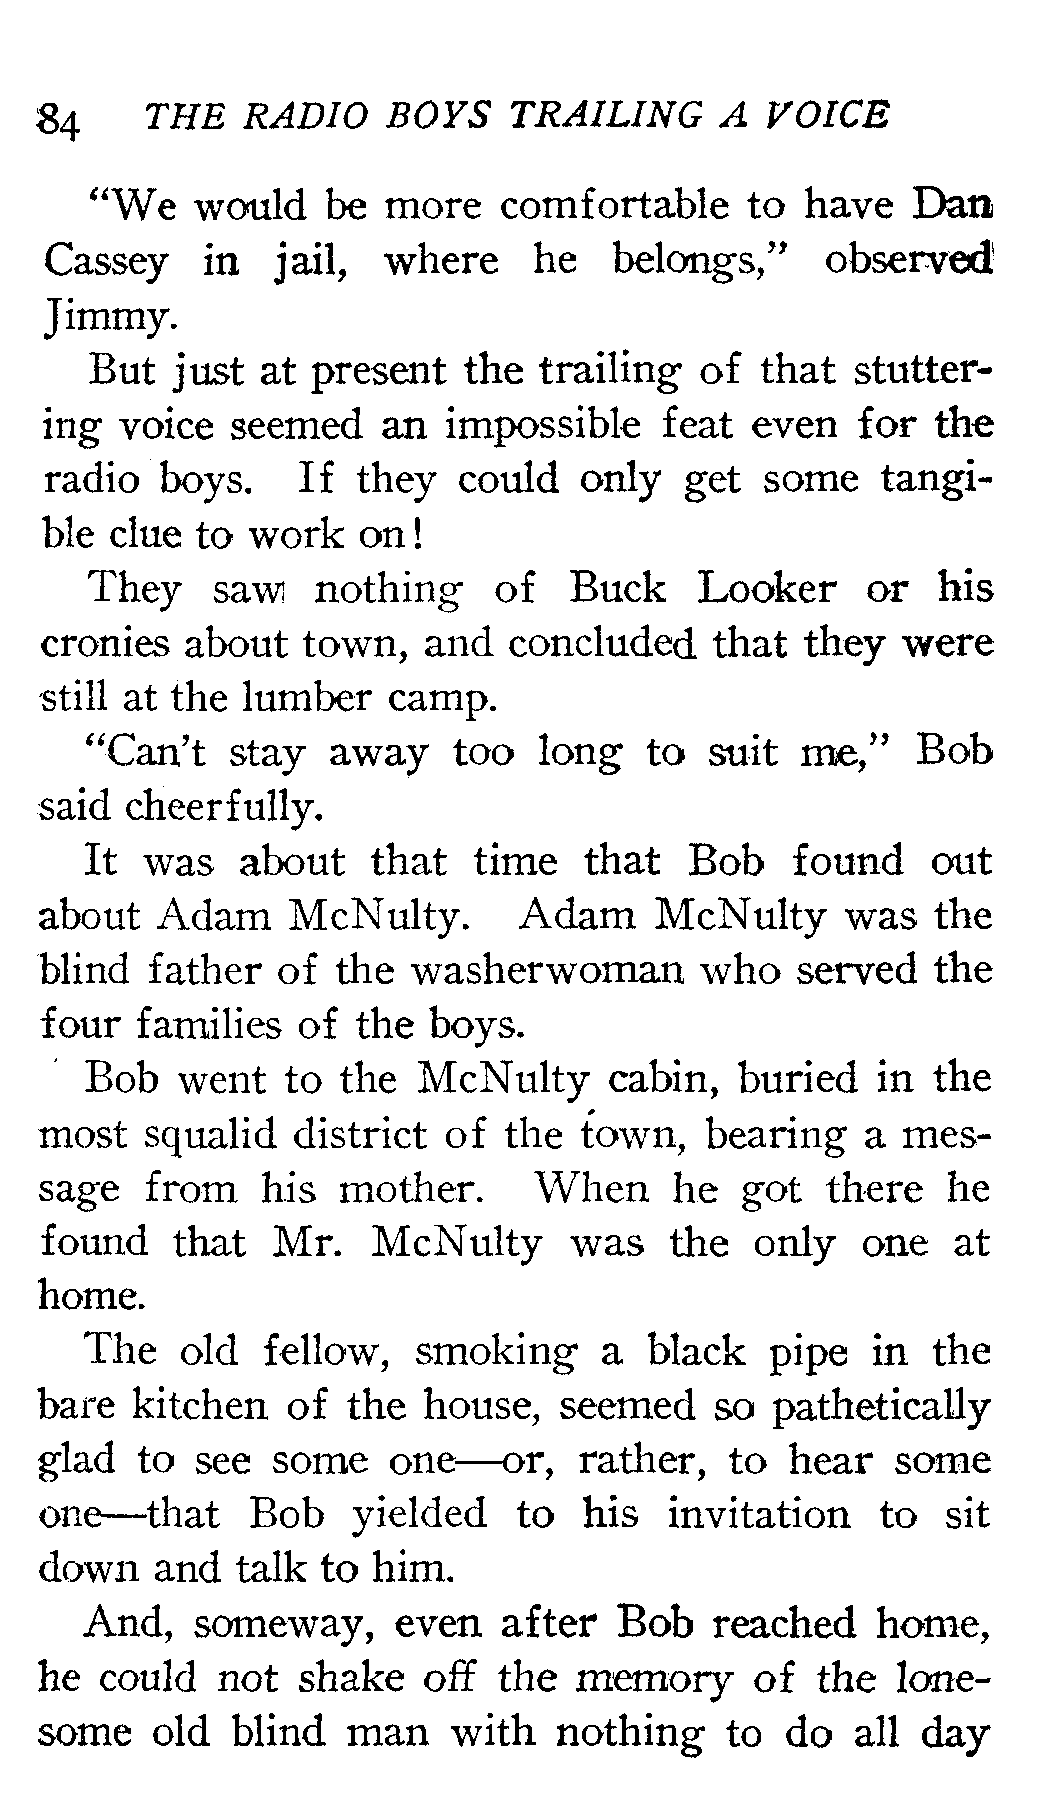 84 THE RADIO BOYS TRAILING A VOICE
“We would be more comfortable to have Dan
Cassey in jail, where he belongs,” observed
Jimmy.
But just at present the trailing of that stutter-
ing voice seemed an impossible feat even for the
radio boys. If they could only get some tangi-
ble clue to work on!
They saw nothing of Buck Looker or his
cronies about town, and concluded that they were
still at the lumber camp.
“Can’t stay away too long to suit me,” Bob
said cheerfully.
It was about that time that Bob found out
about Adam McNulty. Adam McNulty was the
blind father of the washerwoman who served the
four families of the boys.
Bob went to the McNulty cabin, buried in the
most squalid district of the town, bearing a mes-
sage from his mother. When he got there he
found that Mr. McNulty was the only one at
home.
The old fellow, smoking a black pipe in the
bare kitchen of the house, seemed so pathetically
glad to see some one—or, rather, to hear some
one—that Bob yielded to his invitation to sit
down and talk to him.
And, someway, even after Bob reached home,
he could not shake off the memory of the lone-
some old blind man with nothing to do all day